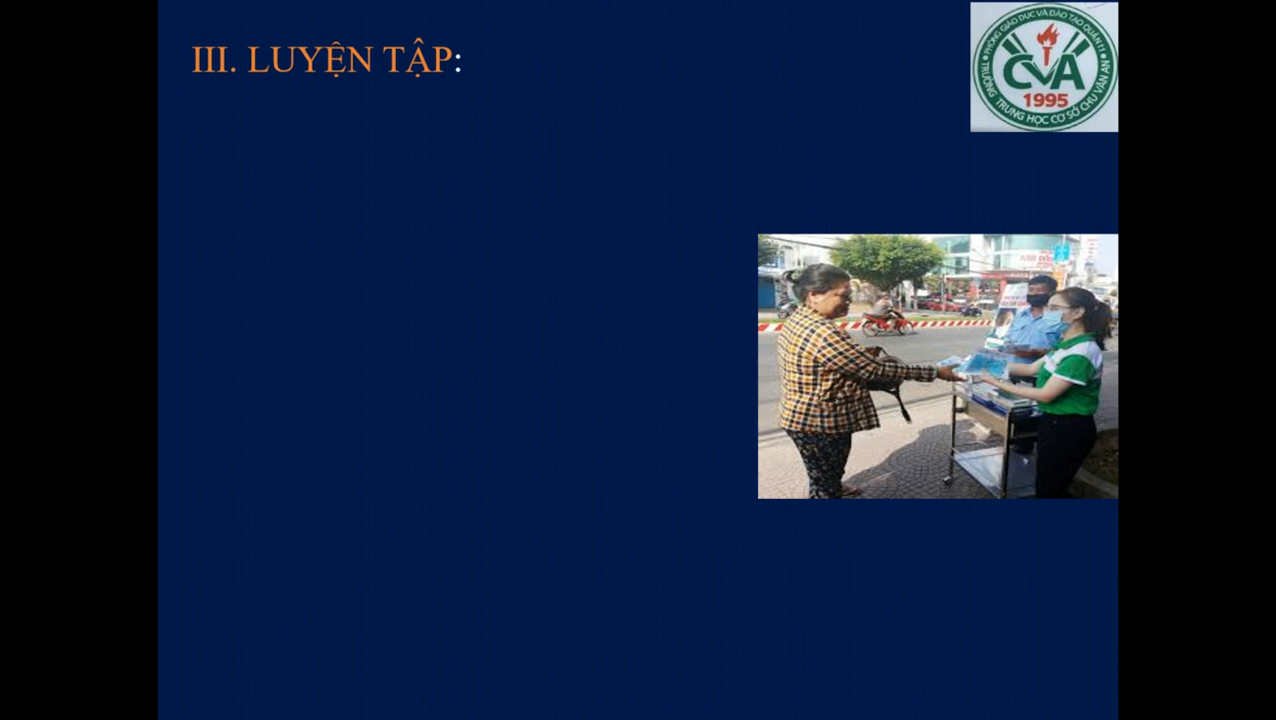 III. LUYỆN TẬP:
PHÒNG GIÁO DỤC VÀ ĐÀO TẠO QUẬN 11
CVA
1995
TRƯỜNG TRUNG HỌC CƠ SỞ CHU VĂN AN